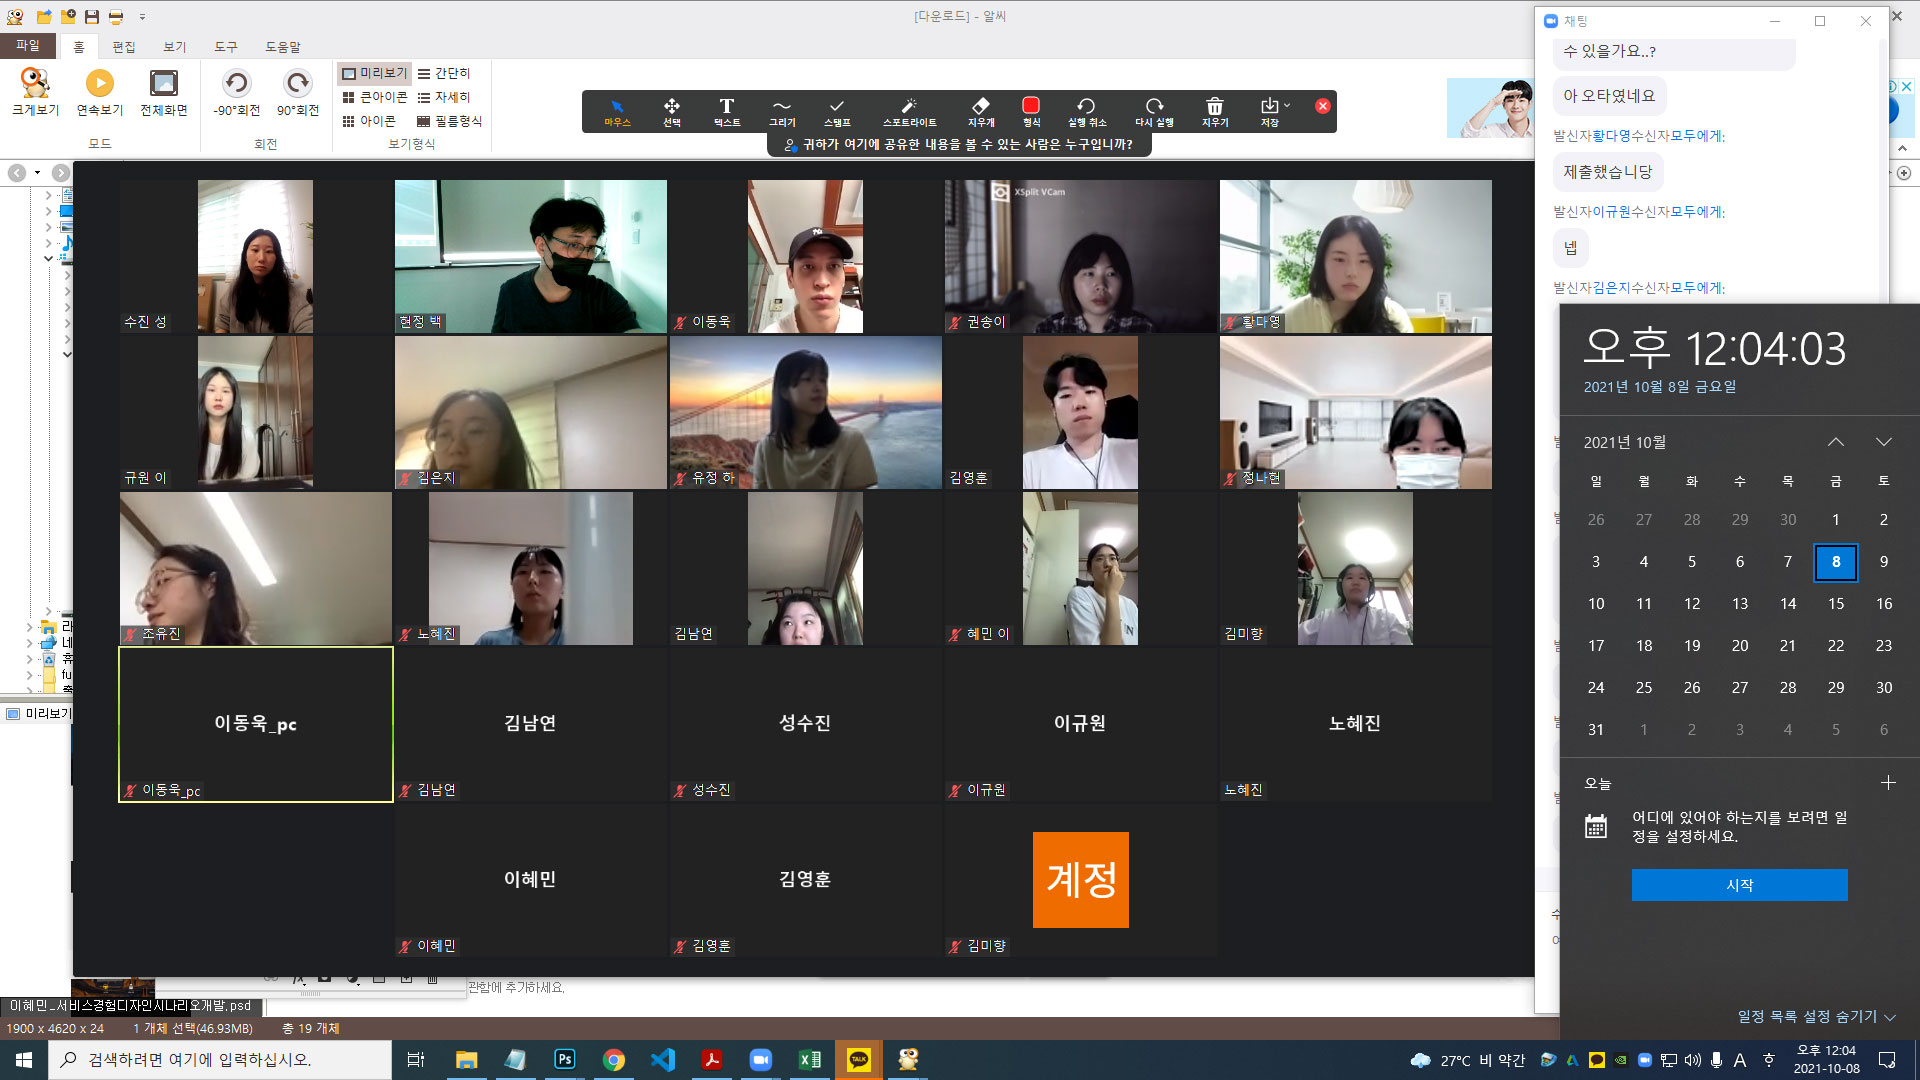 [다운로드] - 알씨
파일
홈
편집
보기
도구
도움말
크게보기
연속보기
전체화면
모드
-90°회전
90°회전
회전
미리보기
간단히
큰아이콘
자세히
아이콘
필름형식
보기형식
마우스
선택
텍스트
그리기
스탬프
스포트라이트
지우개
형식
실행 취소
다시 실행
지우기
저장
귀하가 여기에 공유한 내용을 볼 수 있는 사람은 누구입니까?
XSplit VCam
수진 성
현정 백
이동욱
권송이
황다영
규원 이
김은지
유정 하
김영훈
정나현
조유진
노혜진
김남연
혜민 이
김미향
이동욱_pc
이동욱_pc
김남연
김남연
성수진
성수진
이규원
이규원
노혜진
노혜진
이혜민
이혜민
김영훈
김영훈
계정
김미향
채팅
수 있을가요..?
아 오타였네요
발신자황다영수신자모두에게:
제출했습니당
발신자이규원수신자모두에게:
넵
발신자김은지수신자모두에게:
오후 12:04:03
2021년 10월 8일 금요일
2021년 10월
일 월 화 수 목 금 토
26 27 28 29 30 1 2
3 4 5 6 7 8 9
10 11 12 13 14 15 16
17 18 19 20 21 22 23
24 25 26 27 28 29 30
31 1 2 3 4 5 6
오늘
어디에 있어야 하는지를 보려면 일
정을 설정하세요.
시작
일정 목록 설정 숨기기
미리보기
관함에 추가하세요.
이혜민_서비스경험디자인시나리오개발.psd
1900 x 4620 x 24
1 개체 선택(46.93MB)
총 19 개체
검색하려면 여기에 입력하십시오.
Ps
TALK
27°C 비 약간
A
오후 12:04
2021-10-08